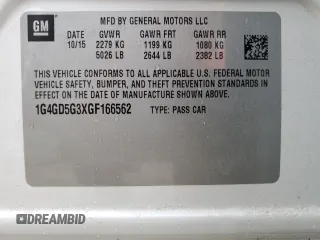 GM
MFD BY GENERAL MOTORS LLC
DATE GVWR GAWR FRT GAWR RR
10/15 2279 KG 1199 KG 1080 KG
5026 LB 2644 LB 2382 LB
THIS VEHICLE CONFORMS TO ALL APPLICABLE U.S. FEDERAL MOTOR
VEHICLE SAFETY, BUMPER, AND THEFT PREVENTION STANDARDS
IN EFFECT ON THE DATE OF MANUFACTURE SHOWN ABOVE.
1G4GD5G3XGF166562 TYPE: PASS CAR
DREAMBID